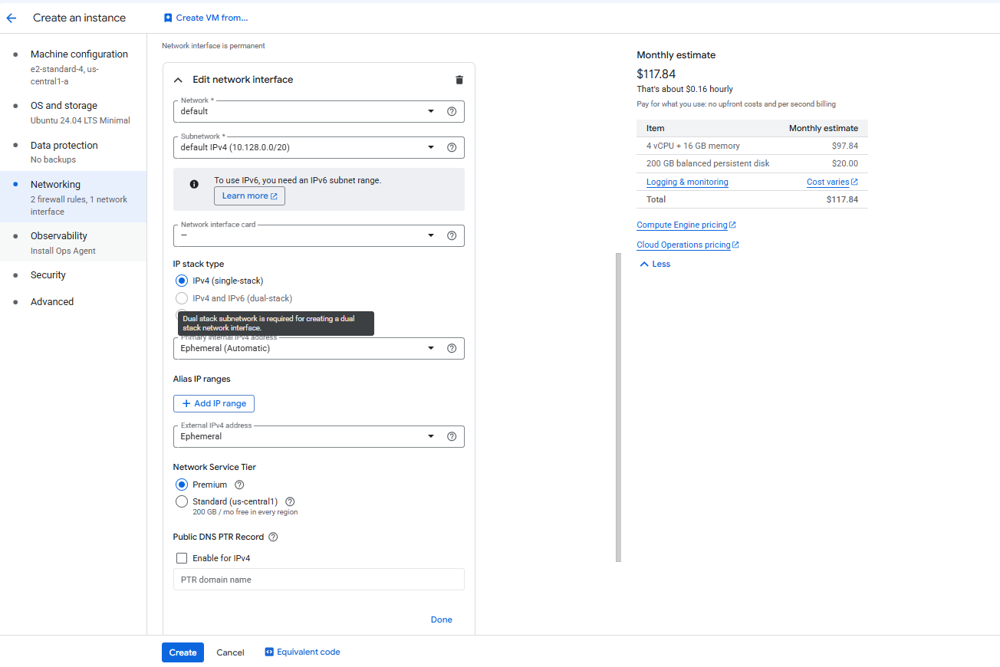 Create an instance
Create VM from...
Machine configuration
e2-standard-4, us-
central1-a
OS and storage
Ubuntu 24.04 LTS Minimal
Data protection
No backups
Networking
2 firewall rules, 1 network
interface
Observability
Install Ops Agent
Security
Advanced
Network interface is permanent
Edit network interface
Network *
default
Subnetwork *
default IPv4 (10.128.0.0/20)
To use IPv6, you need an IPv6 subnet range.
Learn more
Network interface card
—
IP stack type
IPv4 (single-stack)
IPv4 and IPv6 (dual-stack)
Dual stack subnetwork is required for creating a dual
stack network interface.
Primary internal IPv4 address
Ephemeral (Automatic)
Alias IP ranges
+ Add IP range
External IPv4 address
Ephemeral
Network Service Tier
Premium
Standard (us-central1)
200 GB / mo free in every region
Public DNS PTR Record
Enable for IPv4
PTR domain name
Done
Create
Cancel
Equivalent code
Monthly estimate
$117.84
That's about $0.16 hourly
Pay for what you use: no upfront costs and per second billing
Item Monthly estimate
4 vCPU + 16 GB memory $97.84
200 GB balanced persistent disk $20.00
Logging & monitoring Cost varies
Total $117.84
Compute Engine pricing
Cloud Operations pricing
Less